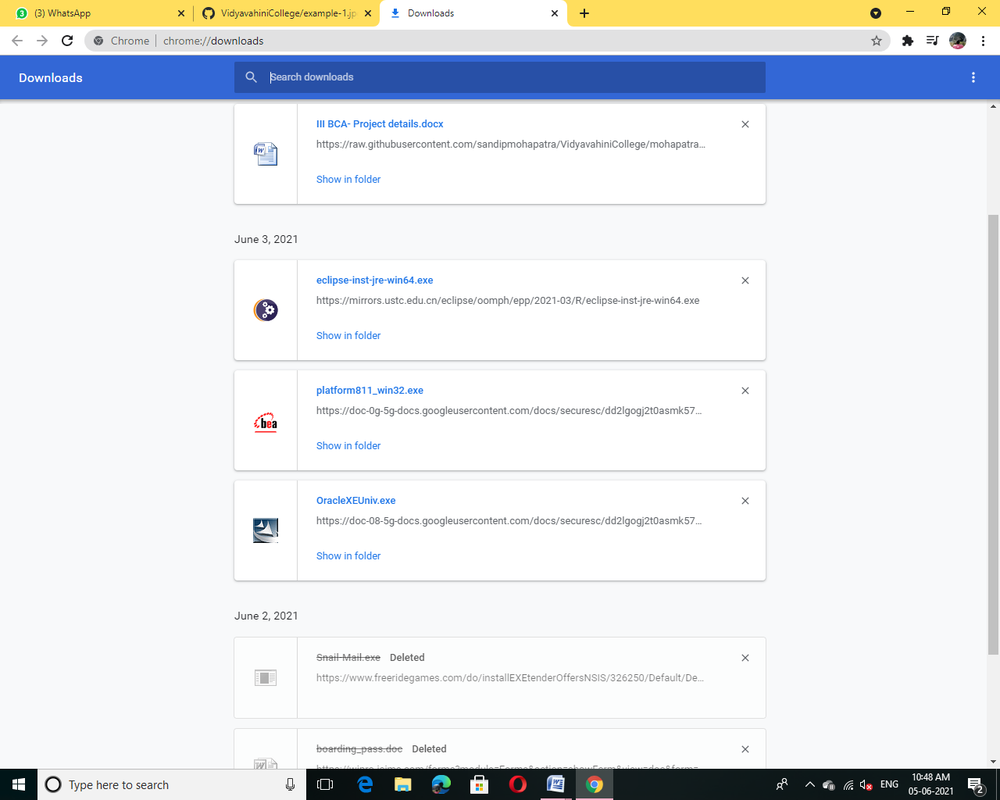 (3) WhatsApp
VidyavahiniCollege/example-1.jp
Downloads
Chrome
chrome://downloads
Downloads
Search downloads
III BCA- Project details.docx
https://raw.githubusercontent.com/sandipmohapatra/VidyavahiniCollege/mohapatra...
Show in folder
June 3, 2021
eclipse-inst-jre-win64.exe
https://mirrors.ustc.edu.cn/eclipse/oomph/epp/2021-03/R/eclipse-inst-jre-win64.exe
Show in folder
platform811_win32.exe
https://doc-0g-5g-docs.googleusercontent.com/docs/securesc/dd2lgogj2t0asmk57...
bea
Show in folder
OracleXEUniv.exe
https://doc-08-5g-docs.googleusercontent.com/docs/securesc/dd2lgogj2t0asmk57...
Show in folder
June 2, 2021
Snail-Mail.exe Deleted
https://www.freeridegames.com/do/installEXEtenderOffersNSIS/326250/Default/De...
boarding_pass.doc Deleted
Type here to search
ENG
10:48 AM
05-06-2021
2